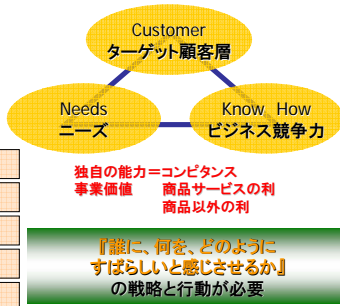 Customer
ターゲット顧客層
Needs
ニーズ
Know How
ビジネス競争力
独自の能力＝コンピタンス
事業価値　　商品サービスの利
商品以外の利
『誰に、何を、どのように
すばらしいと感じさせるか』
の戦略と行動が必要